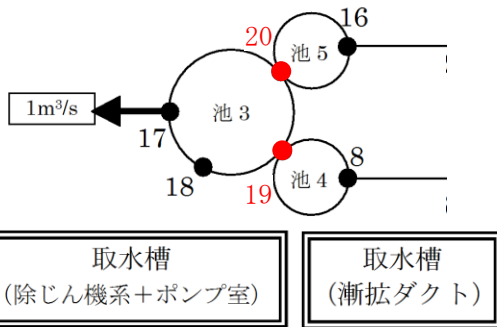 16
20
池 5
1m³/s
池 3
17
8
18
19
池 4
取水槽
(除じん機系+ポンプ室)
取水槽
(漸拡ダクト)